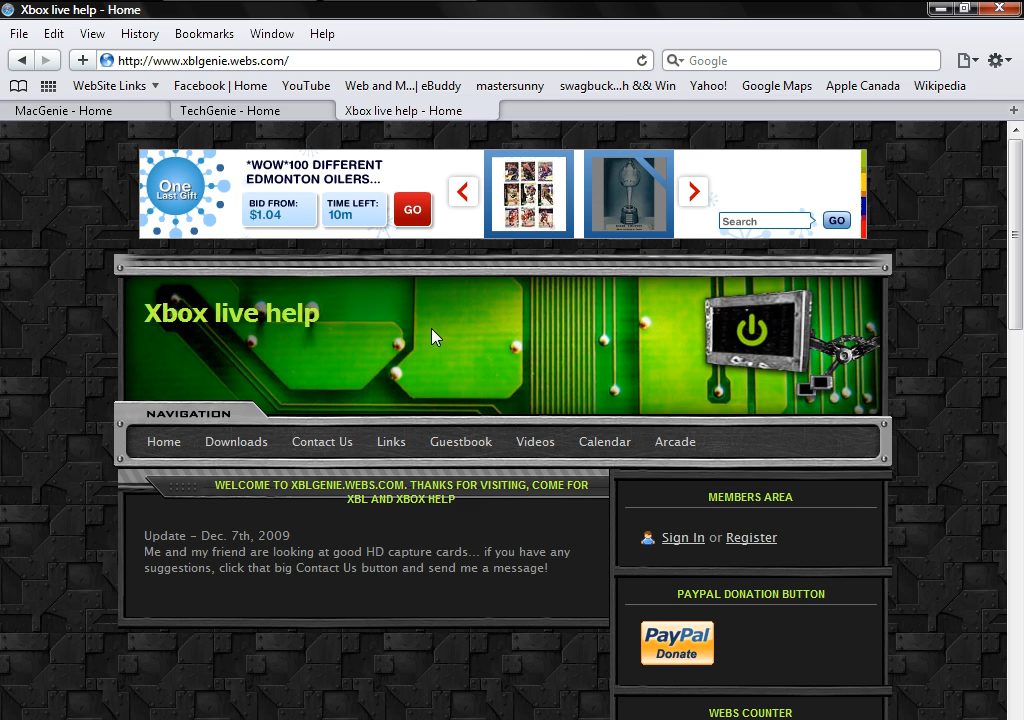 Xbox live help - Home
File Edit View History Bookmarks Window Help
http://www.xblgenie.webs.com/ Google
WebSite Links Facebook | Home YouTube Web and M...| eBuddy mastersunny swagbuck...h && Win Yahoo! Google Maps Apple Canada Wikipedia
MacGenie - Home TechGenie - Home Xbox live help - Home
*WOW*100 DIFFERENT
EDMONTON OILERS...
One
Last Gift
BID FROM: TIME LEFT:
$1.04 10m
GO
Search GO
Xbox live help
NAVIGATION
Home Downloads Contact Us Links Guestbook Videos Calendar Arcade
WELCOME TO XBLGENIE.WEBS.COM. THANKS FOR VISITING, COME FOR
XBL AND XBOX HELP
Update - Dec. 7th, 2009
Me and my friend are looking at good HD capture cards... if you have any
suggestions, click that big Contact Us button and send me a message!
MEMBERS AREA
Sign In or Register
PAYPAL DONATION BUTTON
PayPal
Donate
WEBS COUNTER